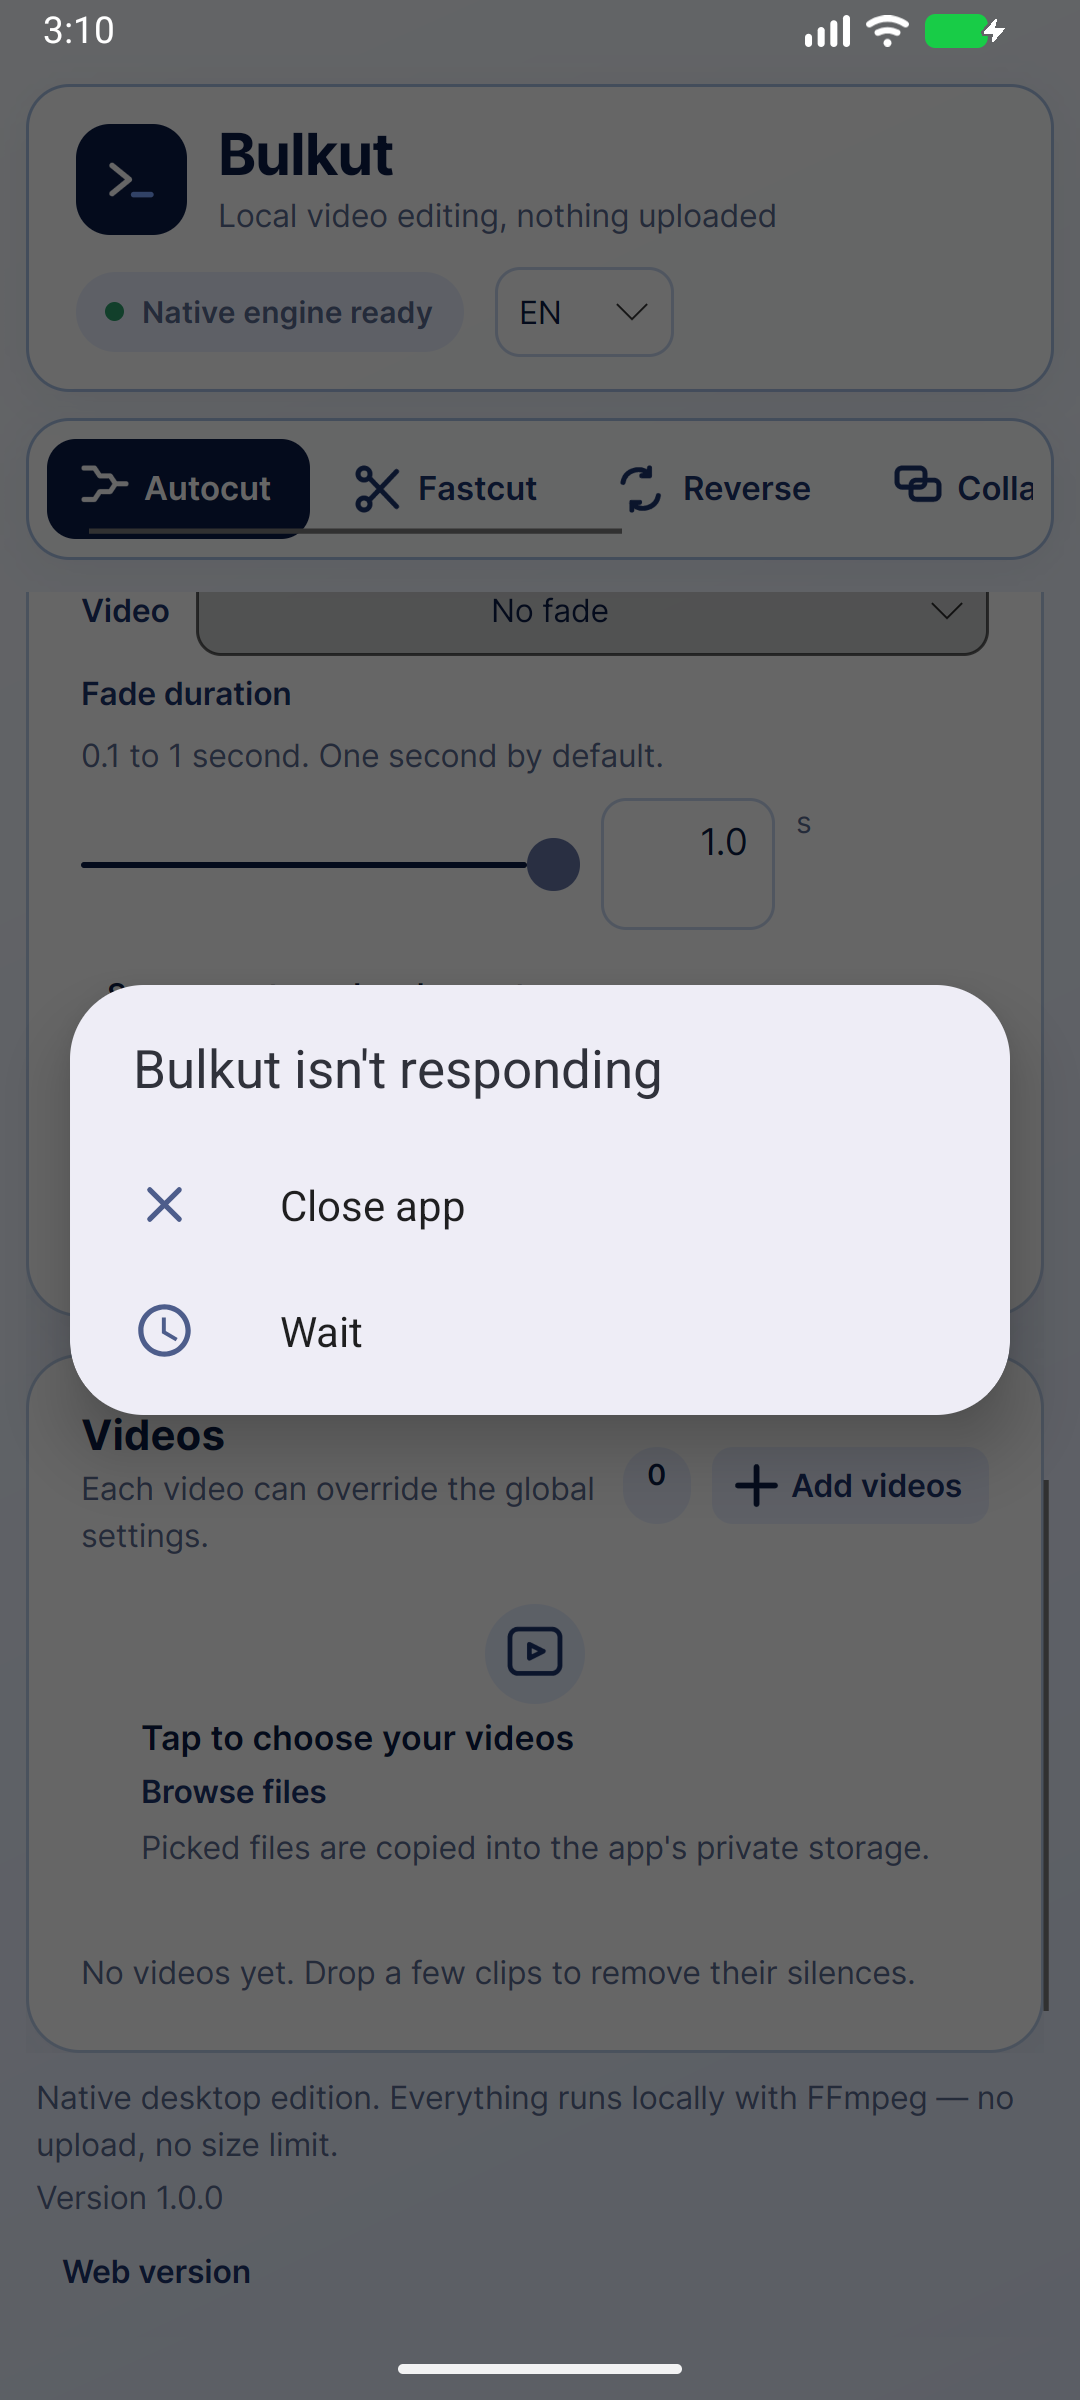 3:10
Bulkut
Local video editing, nothing uploaded
Native engine ready
EN
Autocut
Fastcut
Reverse
Colla
Video
No fade
Fade duration
0.1 to 1 second. One second by default.
1.0
s
Bulkut isn't responding
Close app
Wait
Videos
Each video can override the global
settings.
0
Add videos
Tap to choose your videos
Browse files
Picked files are copied into the app's private storage.
No videos yet. Drop a few clips to remove their silences.
Native desktop edition. Everything runs locally with FFmpeg — no
upload, no size limit.
Version 1.0.0
Web version